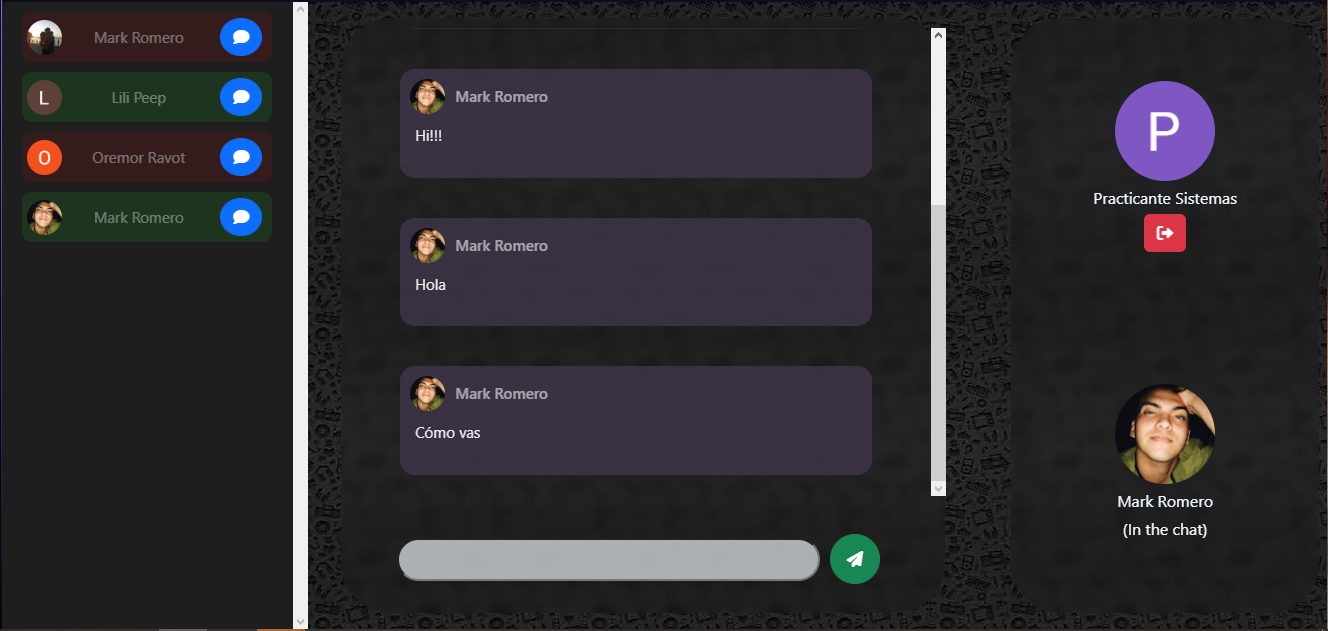 Mark Romero
L
Lili Peep
O
Oremor Ravot
Mark Romero
Mark Romero
Hi!!!
Mark Romero
Hola
Mark Romero
Cómo vas
P
Practicante Sistemas
Mark Romero
(In the chat)